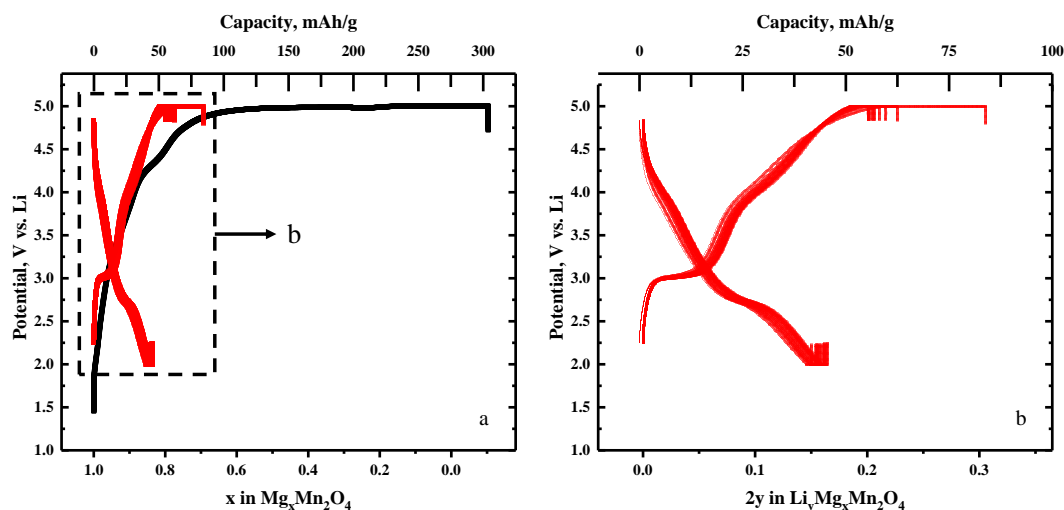 Capacity, mAh/g
0 50 100 150 200 250 300
Potential, V vs. Li
5.0
4.5
4.0
3.5
3.0
2.5
2.0
1.5
1.0
b
a
1.0 0.8 0.6 0.4 0.2 0.0
x in MgₓMn₂O₄
Capacity, mAh/g
0 25 50 75 100
Potential, V vs. Li
5.0
4.5
4.0
3.5
3.0
2.5
2.0
1.5
1.0
b
0.0 0.1 0.2 0.3
2y in LiᵧMgₓMn₂O₄